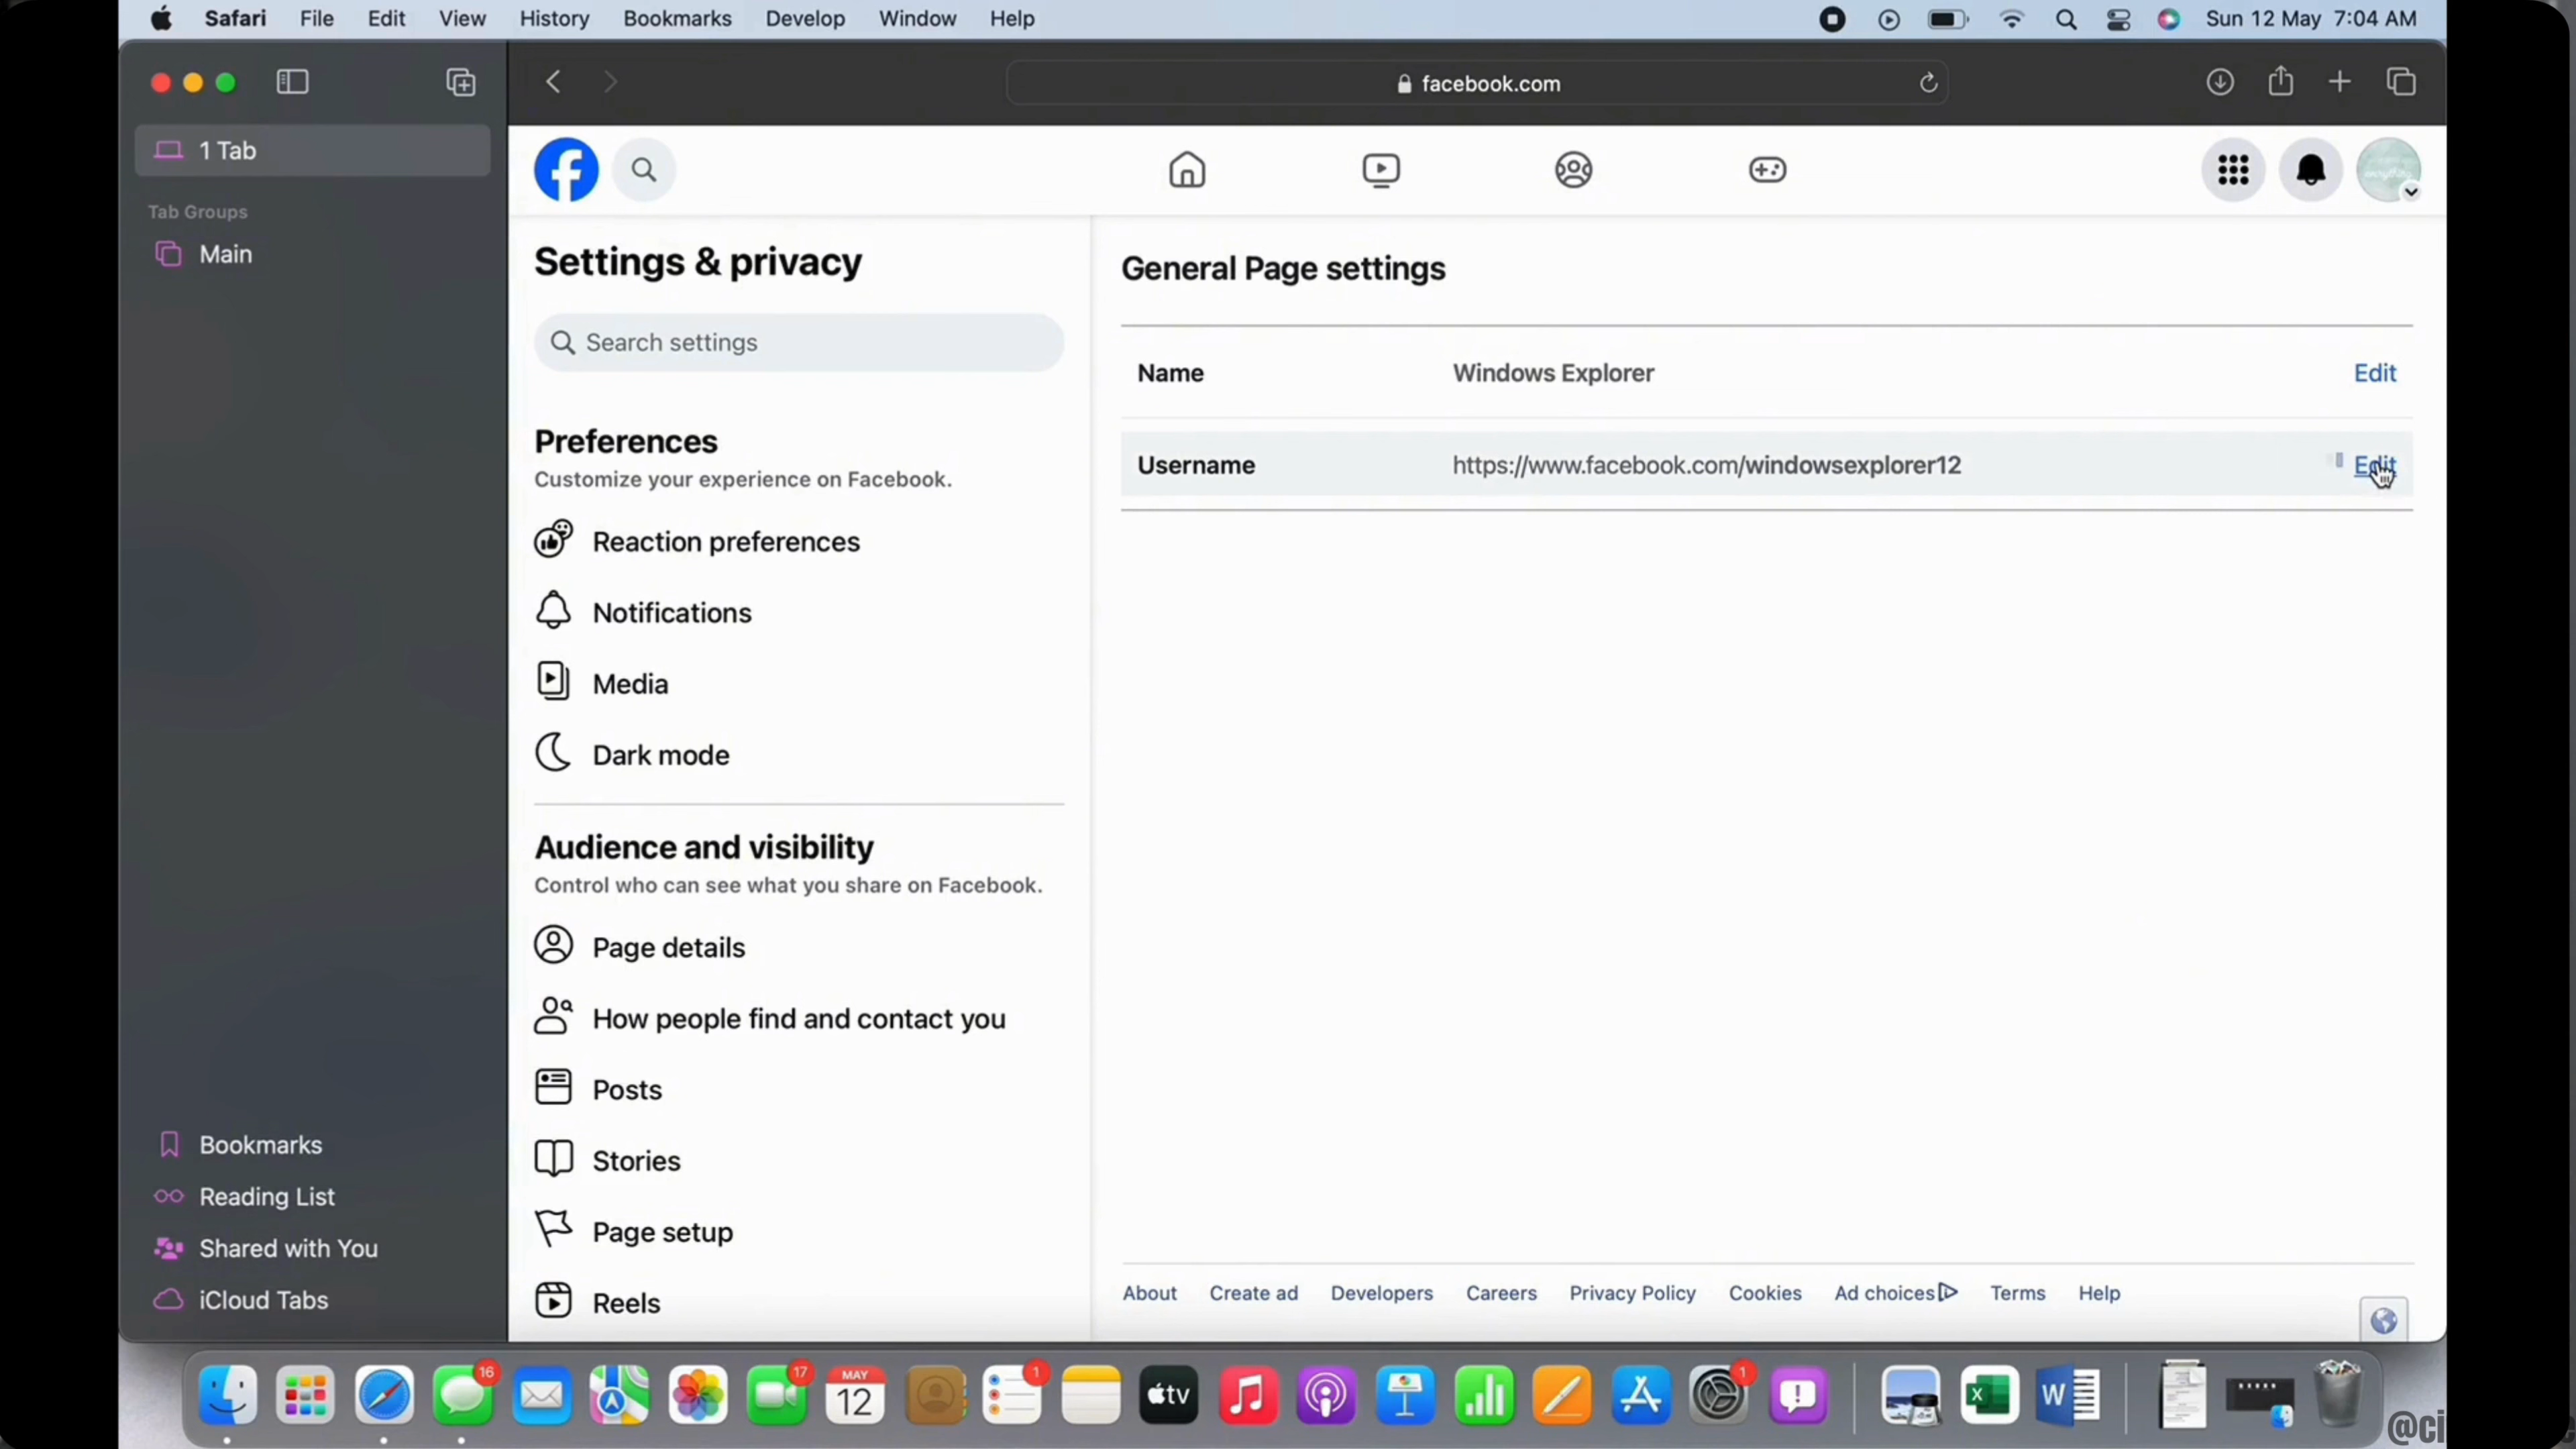 Safari File Edit View History Bookmarks Develop Window Help Sun 12 May 7:04 AM
facebook.com
1 Tab
Tab Groups
Main
Settings & privacy
Search settings
Preferences
Customize your experience on Facebook.
Reaction preferences
Notifications
Media
Dark mode
Audience and visibility
Control who can see what you share on Facebook.
Page details
How people find and contact you
Posts
Stories
Page setup
Reels
General Page settings
Name Windows Explorer Edit
Username https://www.facebook.com/windowsexplorer12 Edit
About Create ad Developers Careers Privacy Policy Cookies Ad choices Terms Help
Bookmarks
Reading List
Shared with You
iCloud Tabs
16 17 MAY 12 1 tv 1 X W
@ci